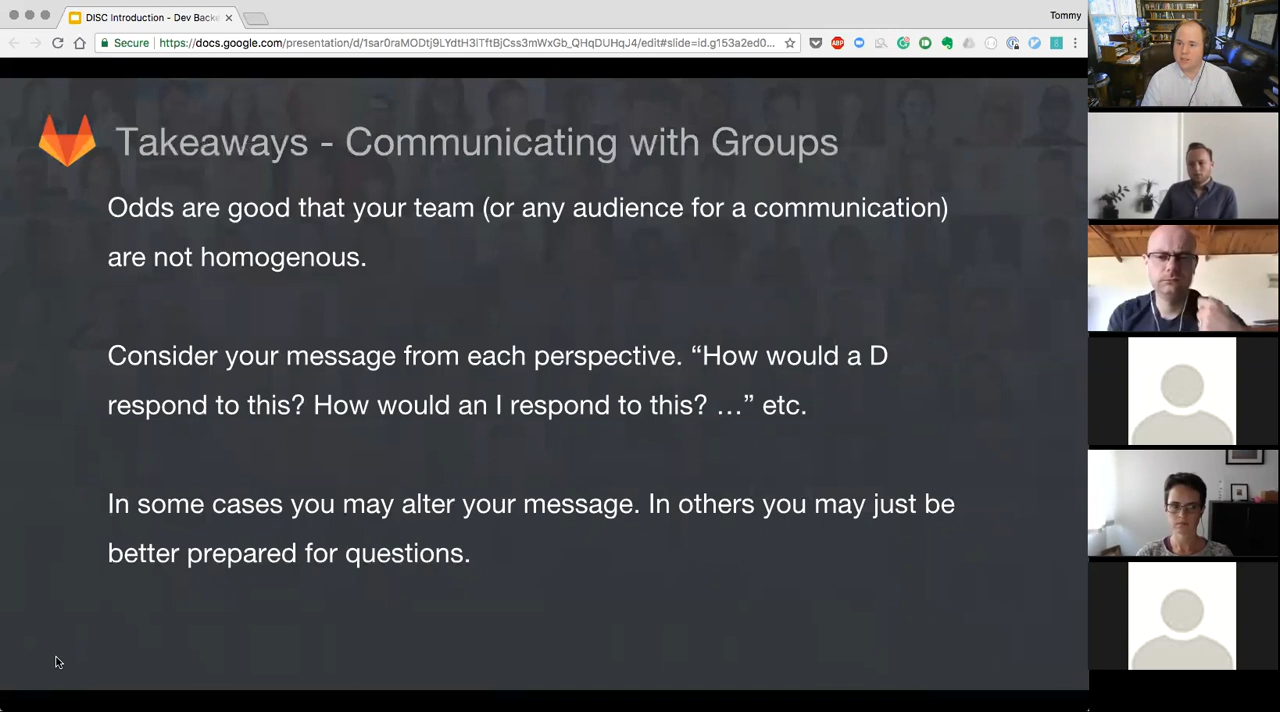 DISC Introduction - Dev Backe
Tommy
Secure
https://docs.google.com/presentation/d/1sar0raMODtj9LYdtH3lTftBjCss3mWxGb_QHqDUHqJ4/edit#slide=id.g153a2ed0...
ABP
Takeaways - Communicating with Groups
Odds are good that your team (or any audience for a communication)
are not homogenous.
Consider your message from each perspective. “How would a D
respond to this? How would an I respond to this? …” etc.
In some cases you may alter your message. In others you may just be
better prepared for questions.